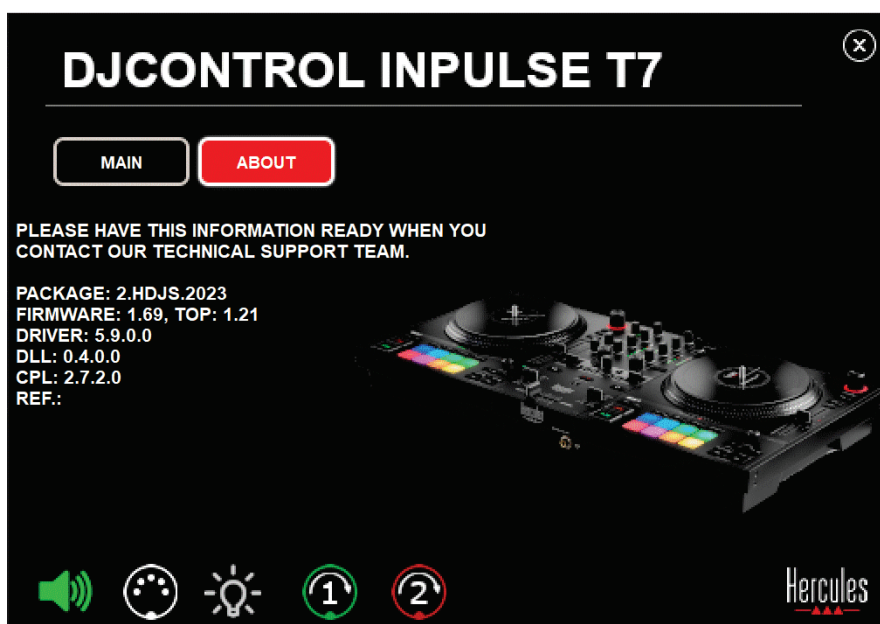 DJCONTROL INPULSE T7
MAIN
ABOUT
PLEASE HAVE THIS INFORMATION READY WHEN YOU
CONTACT OUR TECHNICAL SUPPORT TEAM.
PACKAGE: 2.HDJS.2023
FIRMWARE: 1.69, TOP: 1.21
DRIVER: 5.9.0.0
DLL: 0.4.0.0
CPL: 2.7.2.0
REF.:
1
2
Hercules